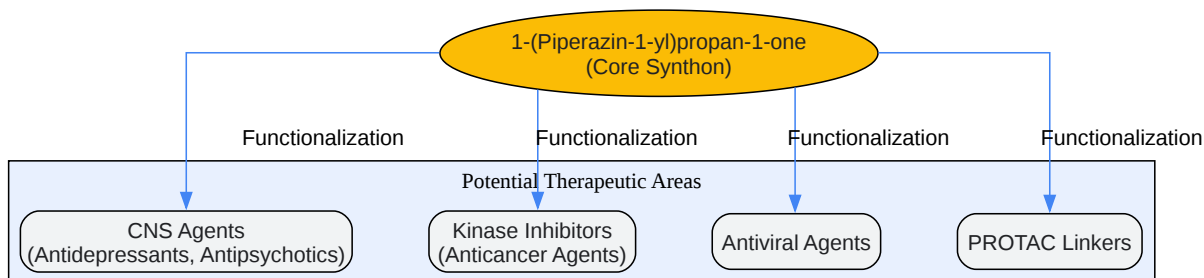 1-(Piperazin-1-yl)propan-1-one
(Core Synthon)
Functionalization
Functionalization
Functionalization
Functionalization
Potential Therapeutic Areas
CNS Agents
(Antidepressants, Antipsychotics)
Kinase Inhibitors
(Anticancer Agents)
Antiviral Agents
PROTAC Linkers